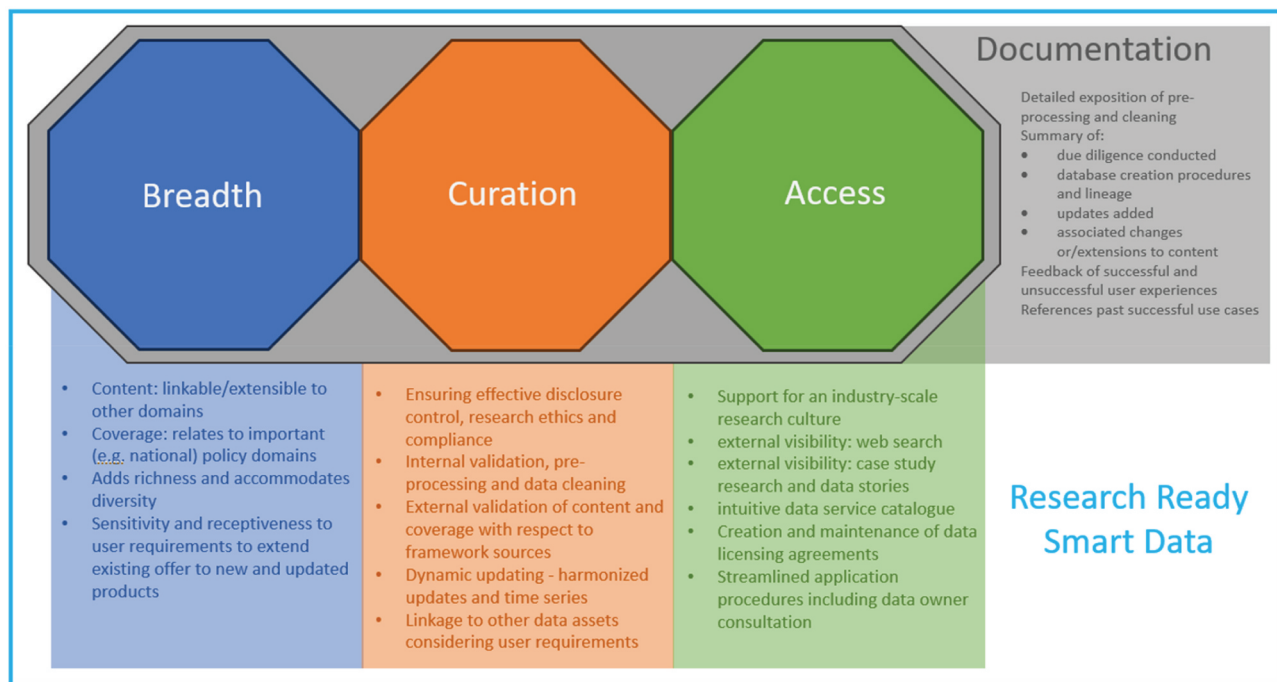 Documentation
Detailed exposition of pre-
processing and cleaning
Summary of:
• due diligence conducted
• database creation procedures
and lineage
• updates added
• associated changes
or/extensions to content
Feedback of successful and
unsuccessful user experiences
References past successful use cases
Breadth
Curation
Access
• Content: linkable/extensible to
other domains
• Coverage: relates to important
(e.g. national) policy domains
• Adds richness and accommodates
diversity
• Sensitivity and receptiveness to
user requirements to extend
existing offer to new and updated
products
• Ensuring effective disclosure
control, research ethics and
compliance
• Internal validation, pre-
processing and data cleaning
• External validation of content and
coverage with respect to
framework sources
• Dynamic updating - harmonized
updates and time series
• Linkage to other data assets
considering user requirements
• Support for an industry-scale
research culture
• external visibility: web search
• external visibility: case study
research and data stories
• intuitive data service catalogue
• Creation and maintenance of data
licensing agreements
• Streamlined application
procedures including data owner
consultation
Research Ready
Smart Data